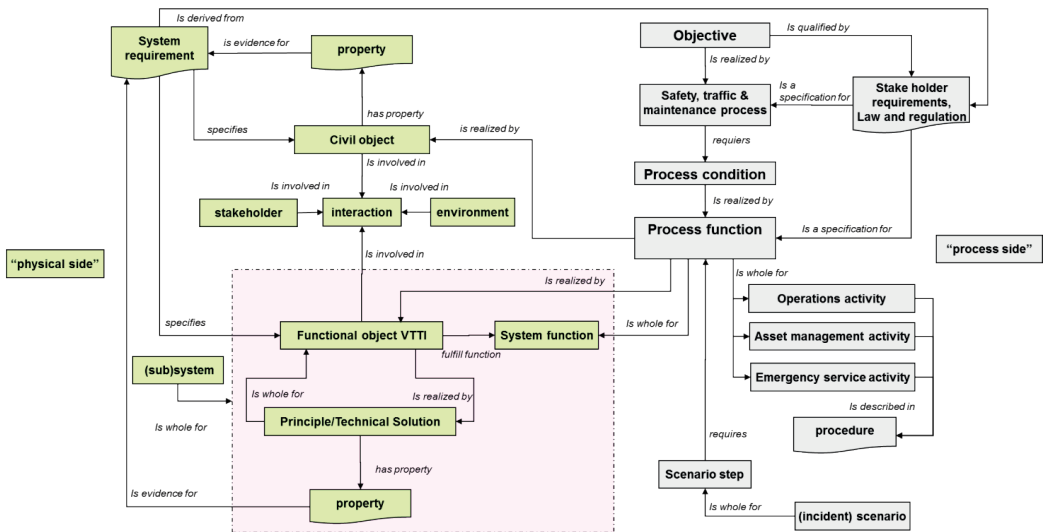 Is derived from
System
requirement
is evidence for
property
Objective
Is qualified by
Is realized by
Safety, traffic &
maintenance process
Is a
specification for
Stake holder
requirements,
Law and regulation
has property
specifies
Civil object
is realized by
requiers
Is involved in
Process condition
Is involved in
Is involved in
Is realized by
stakeholder
interaction
environment
Process function
Is a specification for
"physical side"
"process side"
Is involved in
Is whole for
Is realized by
Operations activity
specifies
Functional object VTTI
System function
Is whole for
fulfill function
Asset management activity
(sub)system
Emergency service activity
Is whole for
Is realized by
Is whole for
Principle/Technical Solution
Is described in
procedure
requires
has property
Scenario step
Is evidence for
property
Is whole for
(incident) scenario